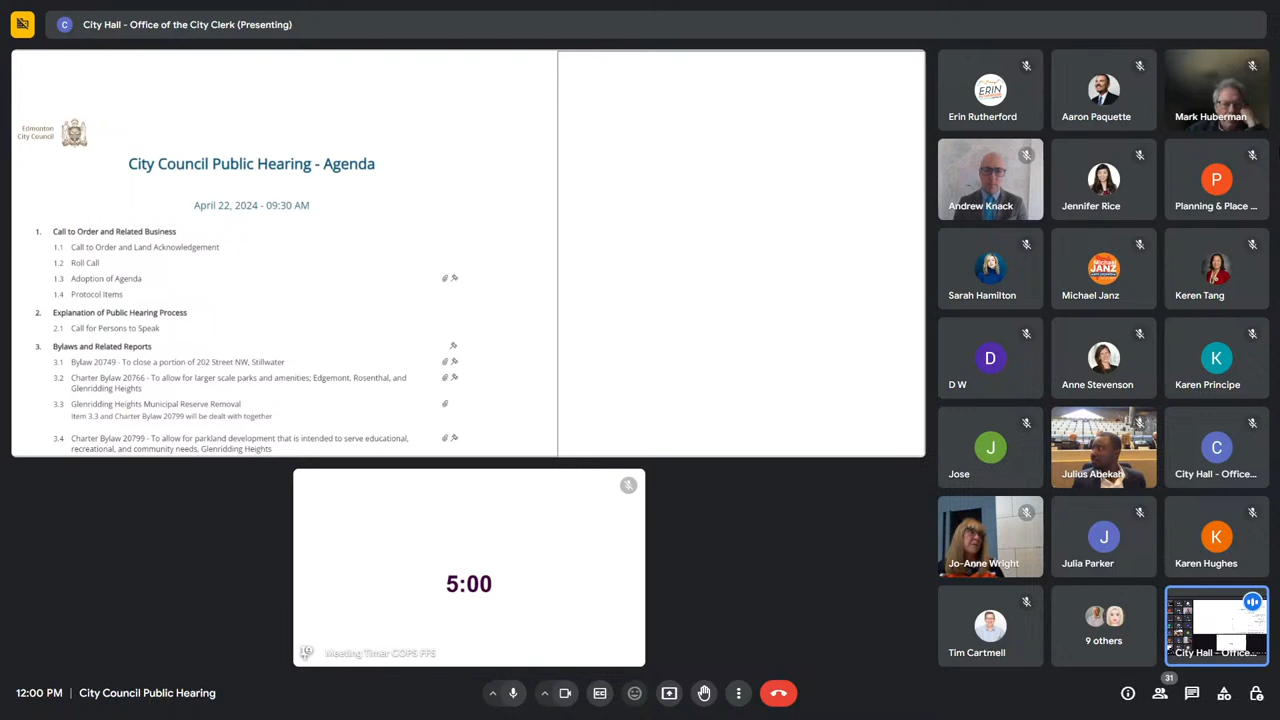 City Hall - Office of the City Clerk (Presenting)
Edmonton
City Council
City Council Public Hearing - Agenda
April 22, 2024 - 09:30 AM
1. Call to Order and Related Business
1.1 Call to Order and Land Acknowledgement
1.2 Roll Call
1.3 Adoption of Agenda
1.4 Protocol Items
2. Explanation of Public Hearing Process
2.1 Call for Persons to Speak
3. Bylaws and Related Reports
3.1 Bylaw 20749 - To close a portion of 202 Street NW, Stillwater
3.2 Charter Bylaw 20766 - To allow for larger scale parks and amenities; Edgemont, Rosenthal, and
Glenridding Heights
3.3 Glenridding Heights Municipal Reserve Removal
Item 3.3 and Charter Bylaw 20799 will be dealt with together
3.4 Charter Bylaw 20799 - To allow for parkland development that is intended to serve educational,
recreational, and community needs, Glenridding Heights
5:00
Meeting Timer COPS FFS
ERIN
Erin Rutherford
Aaron Paquette
Mark Huberman
Andrew Knack
Jennifer Rice
P
Planning & Place ...
Sarah Hamilton
Michael
JANZ
Michael Janz
Keren Tang
D
D W
Anne Stevenson
K
Karen Principe
J
Jose
Julius Abekah
C
City Hall - Office...
Jo-Anne Wright
J
Julia Parker
K
Karen Hughes
Tim Cartmell
9 others
City Hall - Office...
12:00 PM | City Council Public Hearing
31